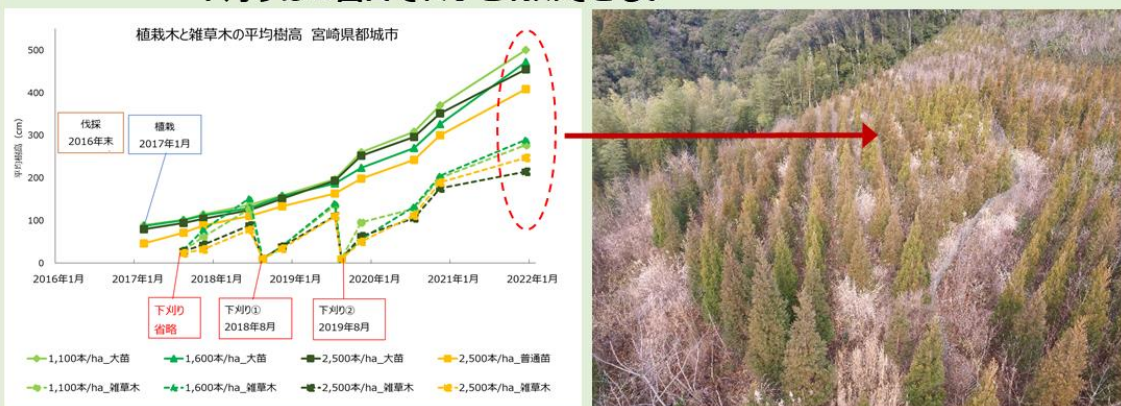 植栽木と雑草木の平均樹高 宮崎県都城市
平均樹高 (cm)
500
400
300
200
100
0
伐採
2016年末
植栽
2017年1月
2016年1月 2017年1月 2018年1月 2019年1月 2020年1月 2021年1月 2022年1月
下刈り
省略
下刈り①
2018年8月
下刈り②
2019年8月
1,100本/ha_大苗 1,600本/ha_大苗 2,500本/ha_大苗 2,500本/ha_普通苗
1,100本/ha_雑草木 1,600本/ha_雑草木 2,500本/ha_雑草木 2,500本/ha_雑草木